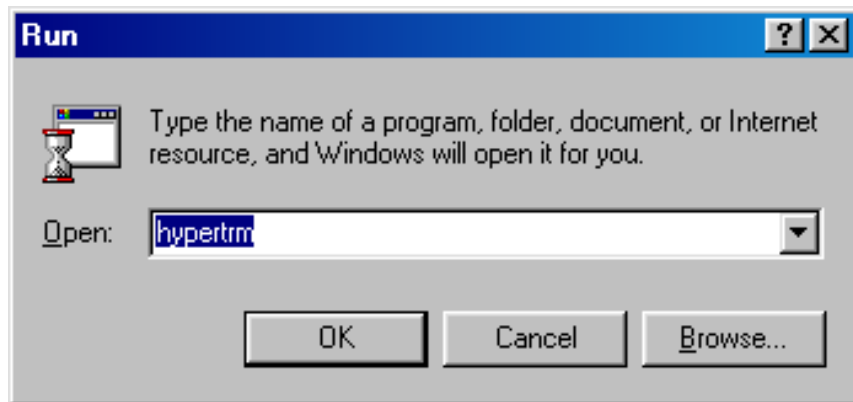 Run
Type the name of a program, folder, document, or Internet
resource, and Windows will open it for you.
Open: hypertrm
OK Cancel Browse...